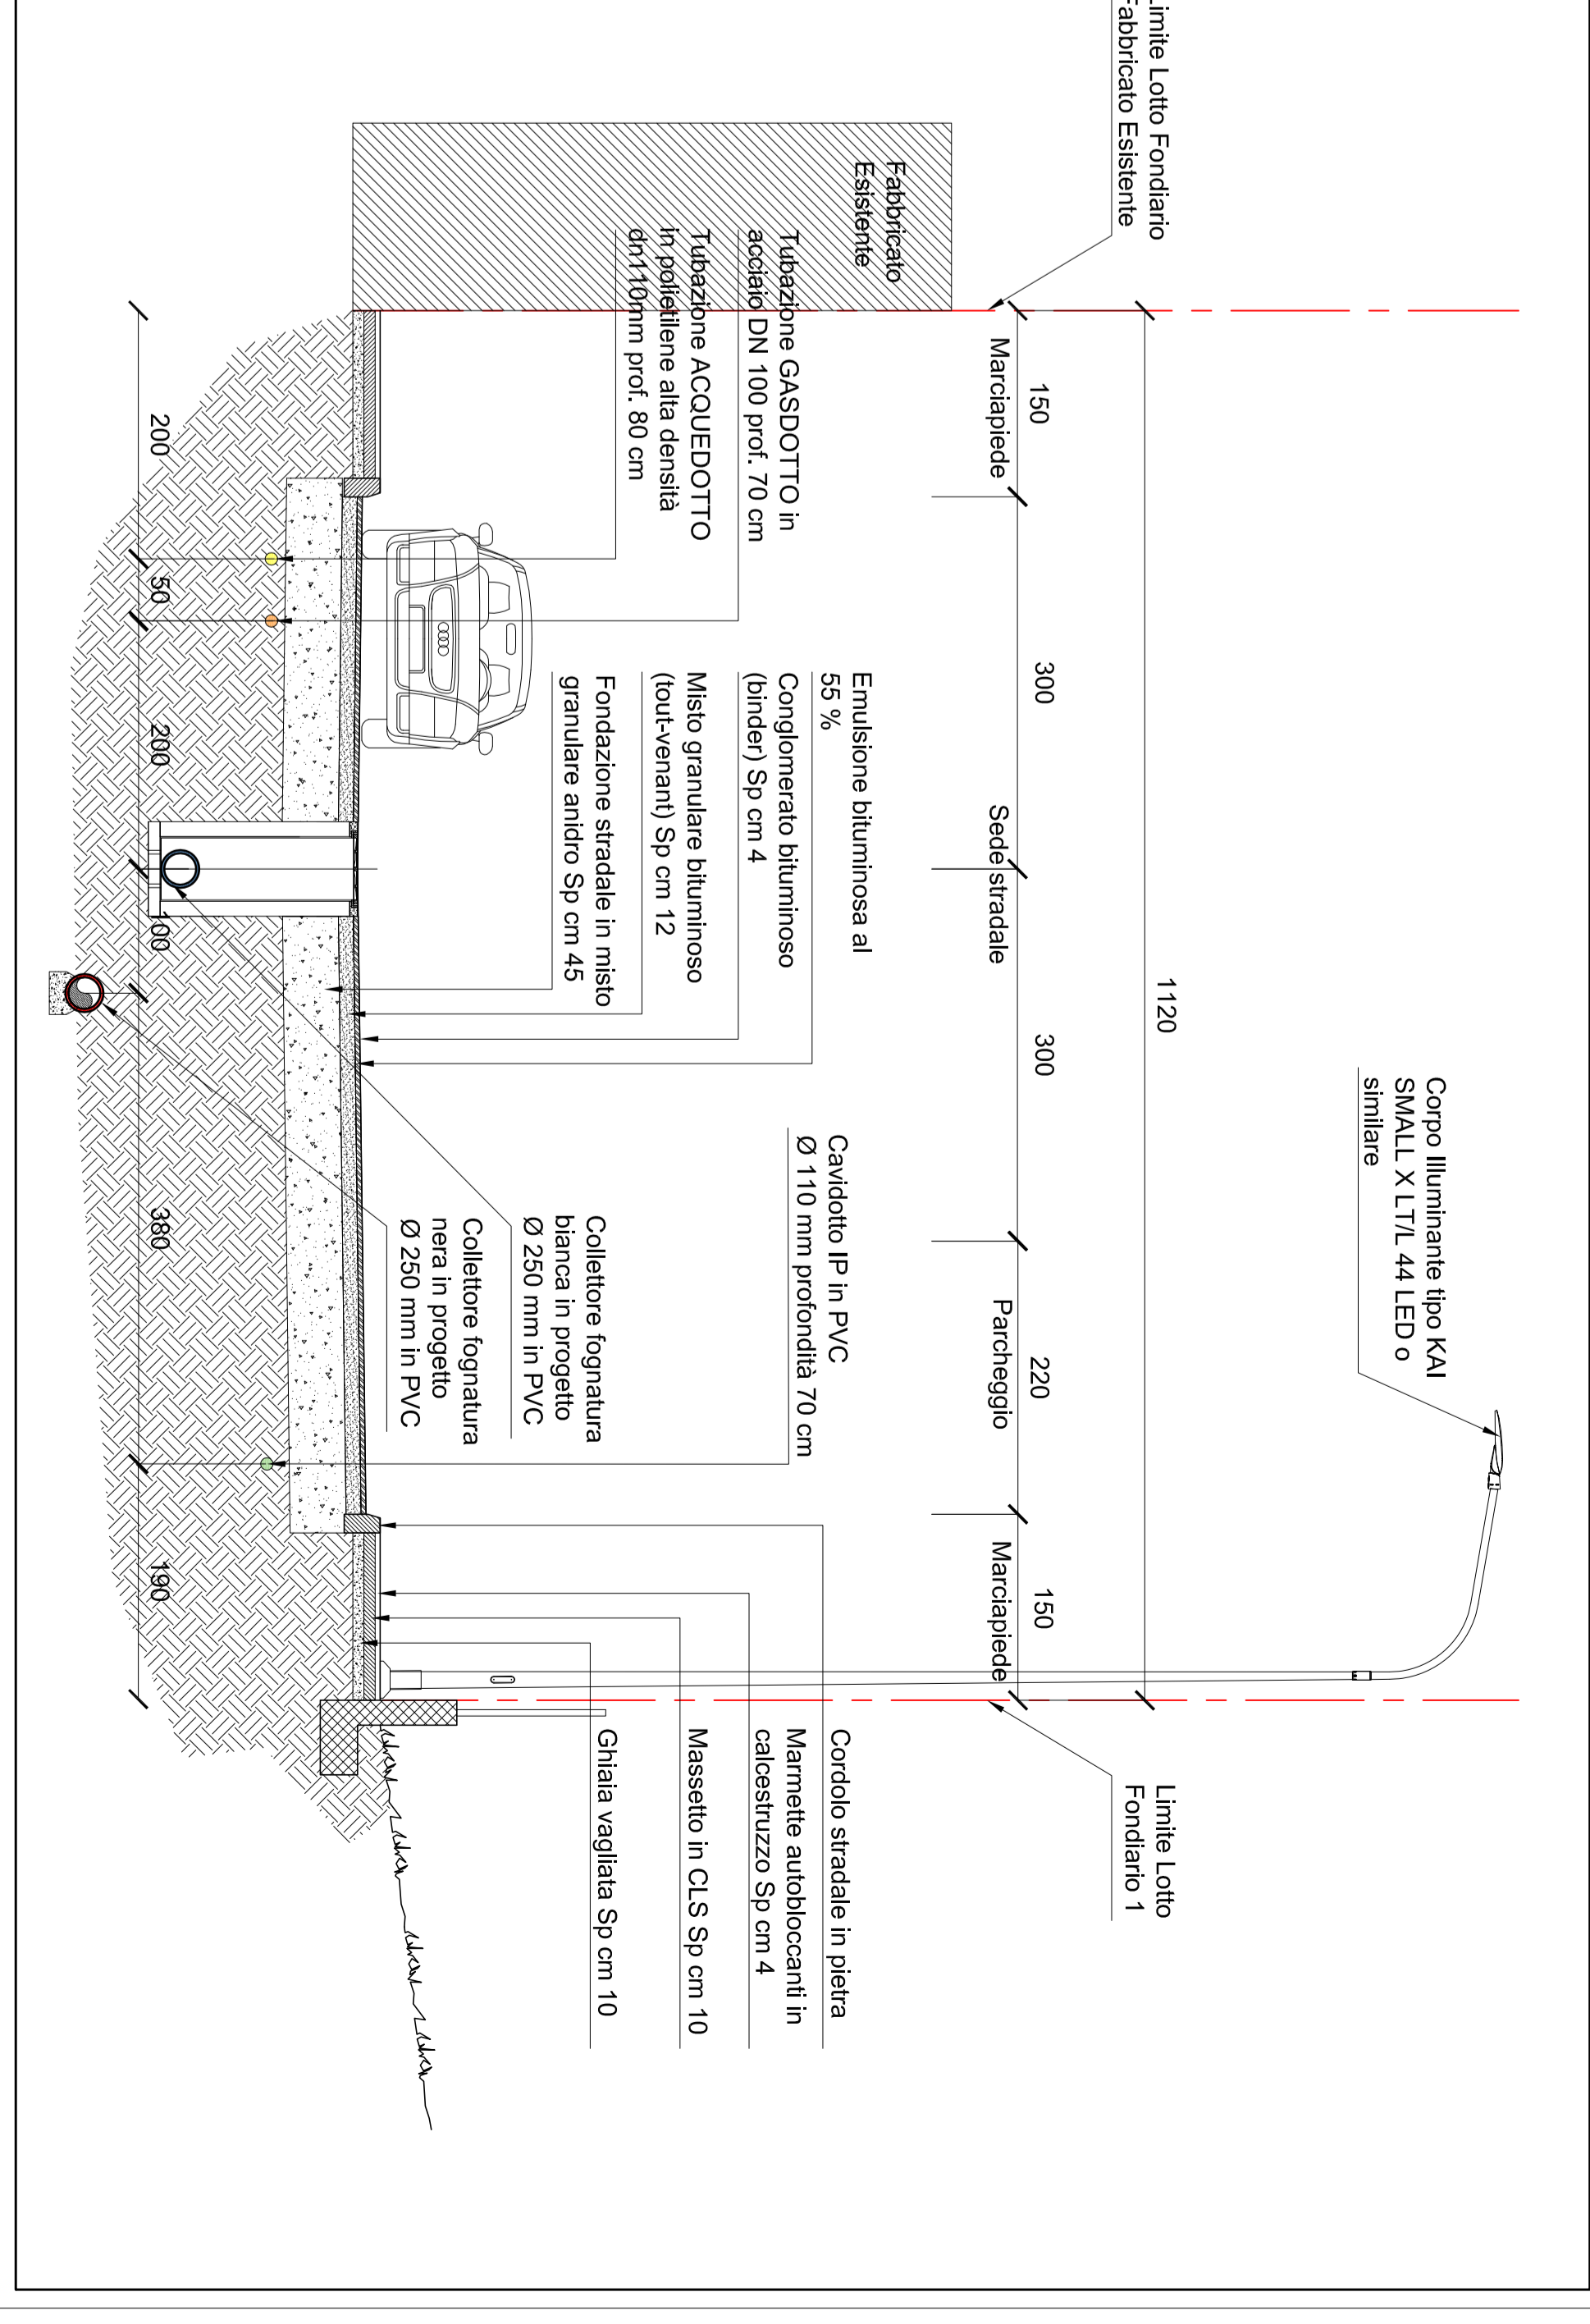 Corpo Illuminante tipo KAI
SMALL X LT/L 44 LED o
similare
Limite Lotto Fondiario
Fabbricato Esistente
Limite Lotto
Fondiario 1
1120
150
300
300
220
150
Marciapiede
Sede stradale
Parcheggio
Marciapiede
Fabbricato
Esistente
Tubazione GASDOTTO in
acciaio DN 100 prof. 70 cm
Tubazione ACQUEDOTTO
in polietilene alta densità
dn110mm prof. 80 cm
Emulsione bituminosa al
55 %
Conglomerato bituminoso
(binder) Sp cm 4
Misto granulare bituminoso
(tout-venant) Sp cm 12
Fondazione stradale in misto
granulare anidro Sp cm 45
Cavidotto IP in PVC
Ø 110 mm profondità 70 cm
Collettore fognatura
bianca in progetto
Ø 250 mm in PVC
Collettore fognatura
nera in progetto
Ø 250 mm in PVC
Cordolo stradale in pietra
Marmette autobloccanti in
calcestruzzo Sp cm 4
Massetto in CLS Sp cm 10
Ghiaia vagliata Sp cm 10
200
50
200
100
380
190